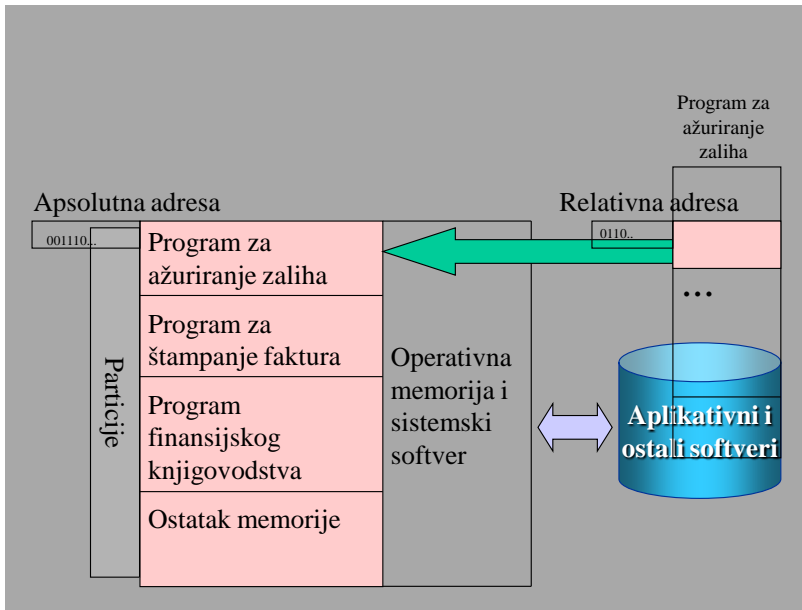 Program za
ažuriranje
zaliha
Apsolutna adresa
Relativna adresa
001110...
0110..
Program za
ažuriranje zaliha
...
Program za
štampanje faktura
Particije
Operativna
memorija i
sistemski
softver
Program
finansijskog
knjigovodstva
Aplikativni i
ostali softveri
Ostatak memorije